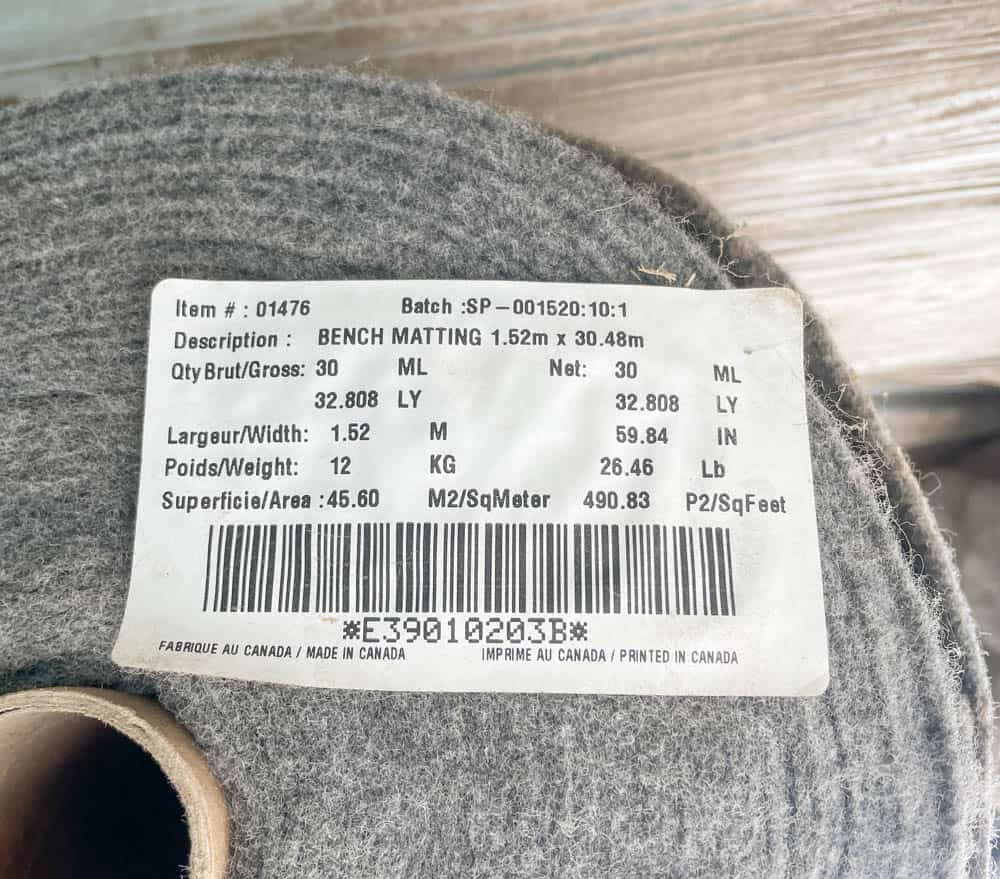 Item # : 01476 Batch :SP-001520:10:1
Description : BENCH MATTING 1.52m x 30.48m
Qty Brut/Gross: 30 ML Net: 30 ML
32.808 LY 32.808 LY
Largeur/Width: 1.52 M 59.84 IN
Poids/Weight: 12 KG 26.46 Lb
Superficie/Area : 45.60 M2/SqMeter 490.83 P2/SqFeet
*E39010203B*
FABRIQUE AU CANADA / MADE IN CANADA IMPRIME AU CANADA / PRINTED IN CANADA